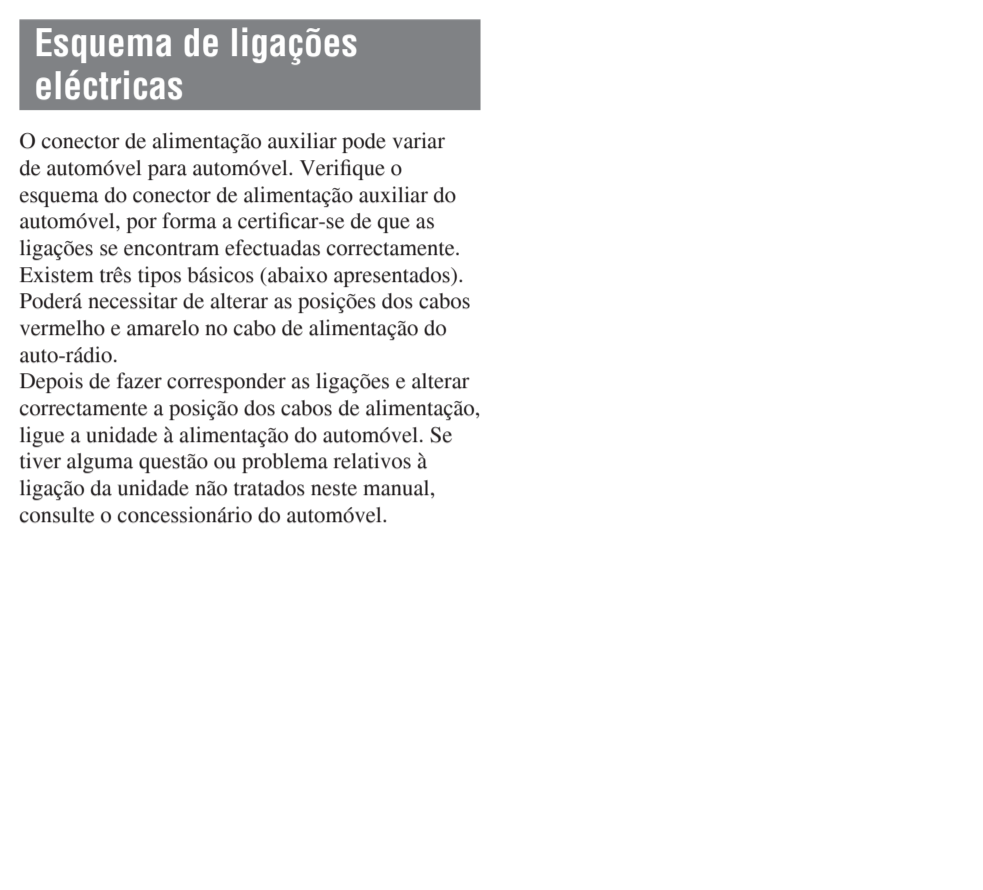 Esquema de ligações
eléctricas
O conector de alimentação auxiliar pode variar
de automóvel para automóvel. Verifique o
esquema do conector de alimentação auxiliar do
automóvel, por forma a certificar-se de que as
ligações se encontram efectuadas correctamente.
Existem três tipos básicos (abaixo apresentados).
Poderá necessitar de alterar as posições dos cabos
vermelho e amarelo no cabo de alimentação do
auto-rádio.
Depois de fazer corresponder as ligações e alterar
correctamente a posição dos cabos de alimentação,
ligue a unidade à alimentação do automóvel. Se
tiver alguma questão ou problema relativos à
ligação da unidade não tratados neste manual,
consulte o concessionário do automóvel.